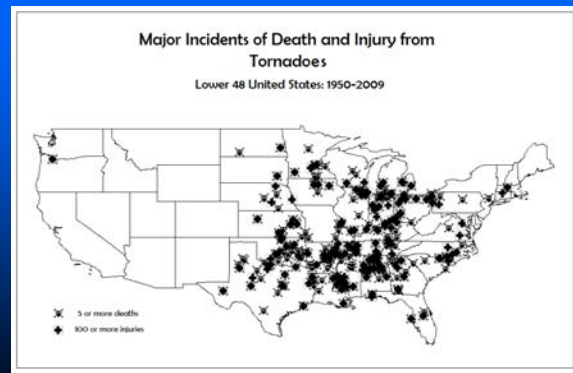 Major Incidents of Death and Injury from
Tornadoes
Lower 48 United States: 1950-2009
5 or more deaths
100 or more injuries